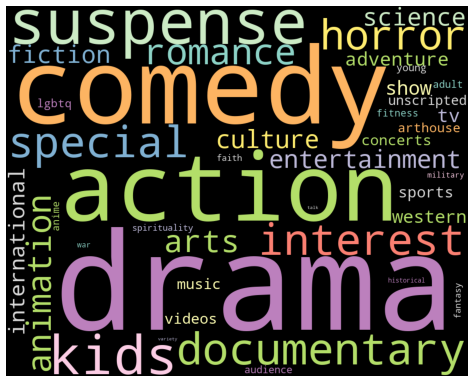 suspense
science
horror
romance
fiction
adventure
comedy
young
show
adult
lgbtq
unscripted
fitness
tv
arthouse
special
culture
concerts
entertainment
faith
action
military
international
sports
anime
talk
western
spirituality
animation
arts
interest
war
drama
music
historical
fantasy
videos
kids
documentary
variety
audience